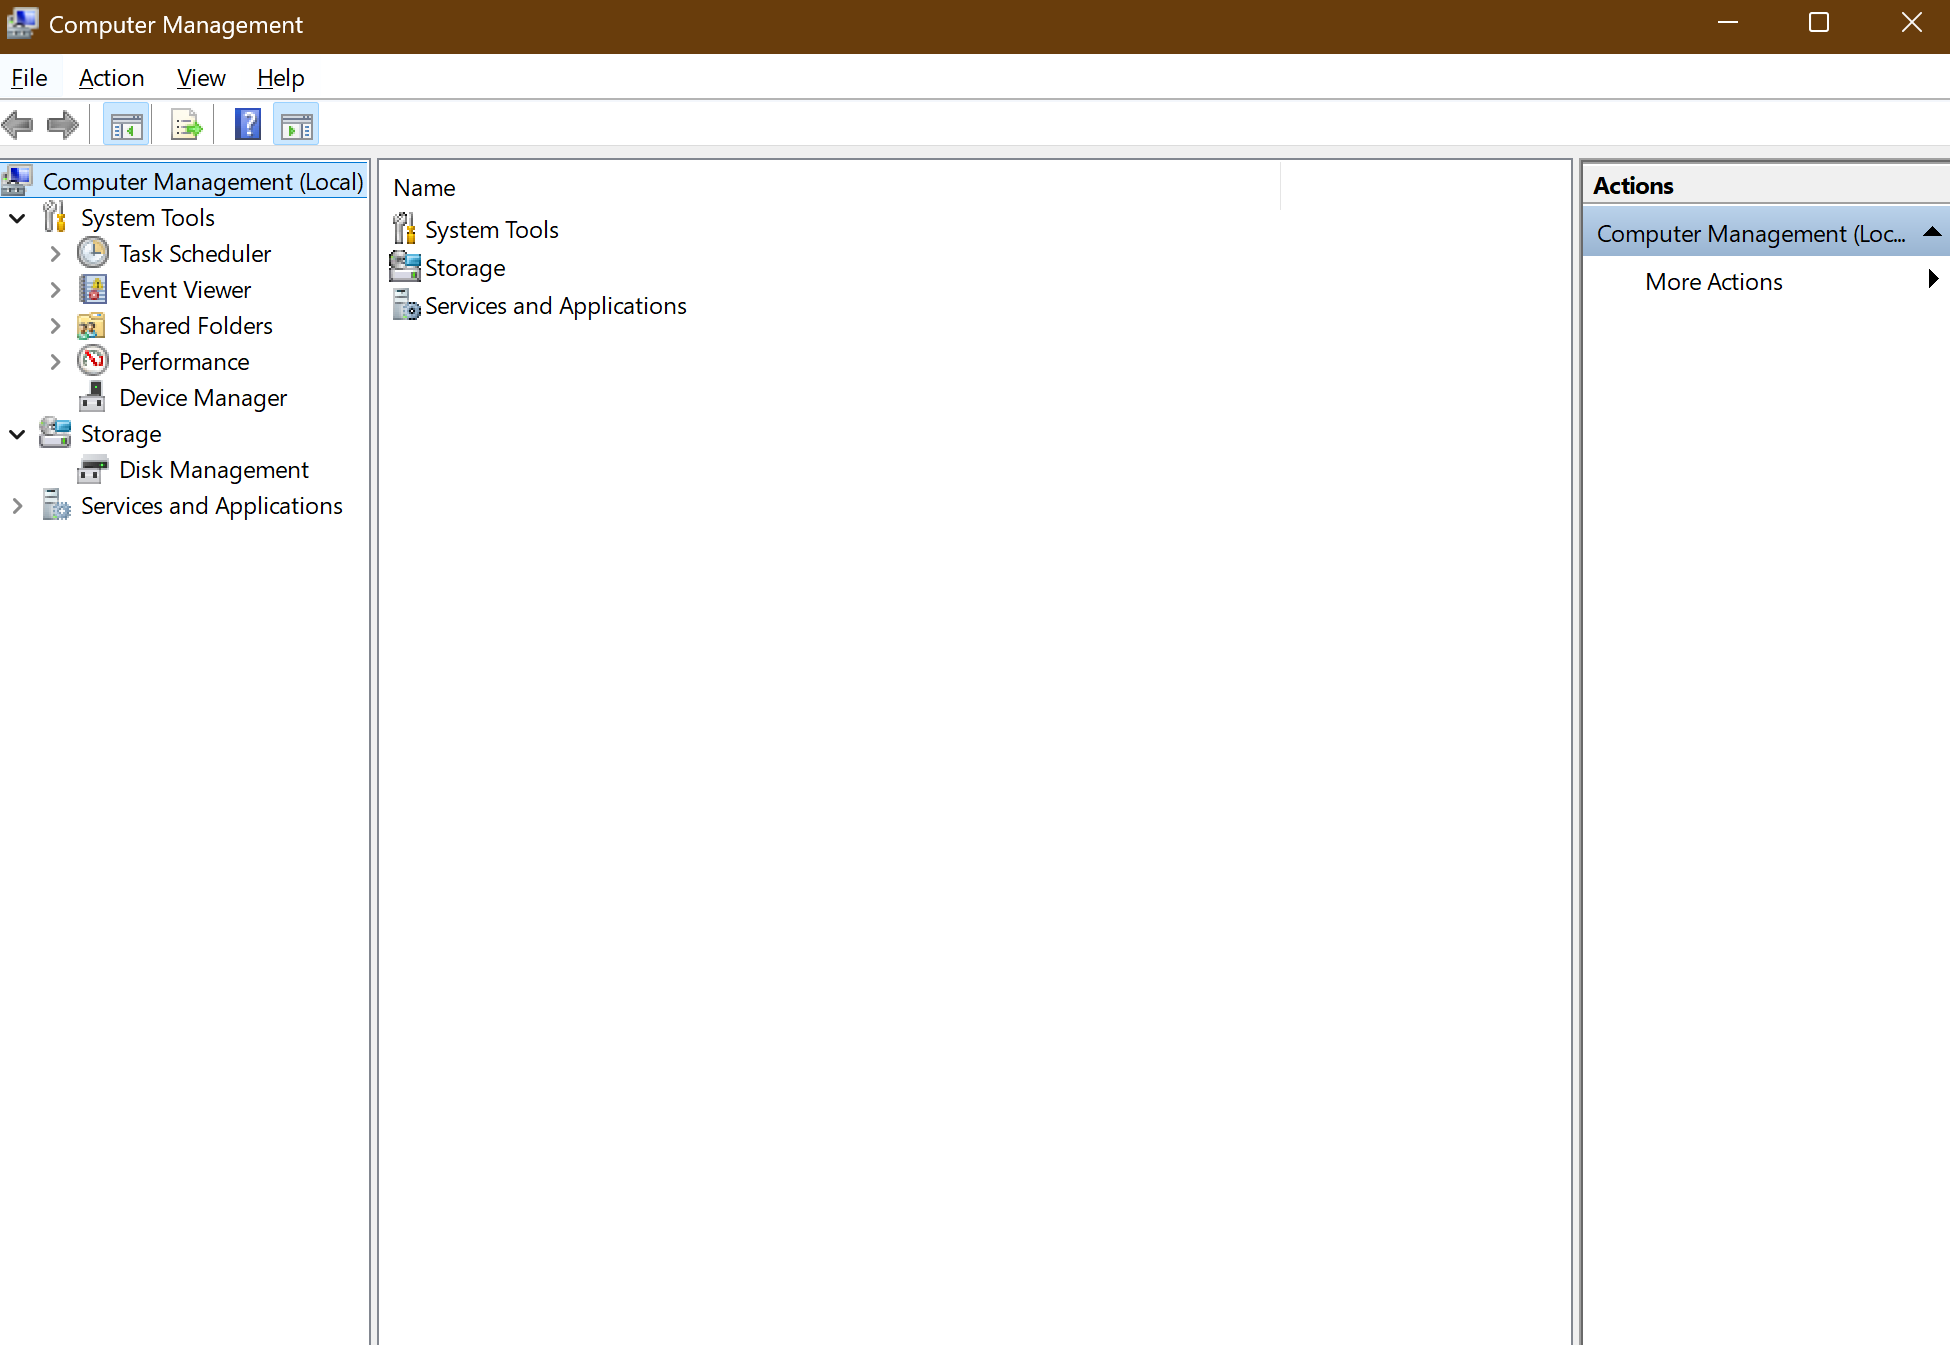 Computer Management
File Action View Help
Computer Management (Local)
System Tools
Task Scheduler
Event Viewer
Shared Folders
Performance
Device Manager
Storage
Disk Management
Services and Applications
Name
System Tools
Storage
Services and Applications
Actions
Computer Management (Loc...
More Actions